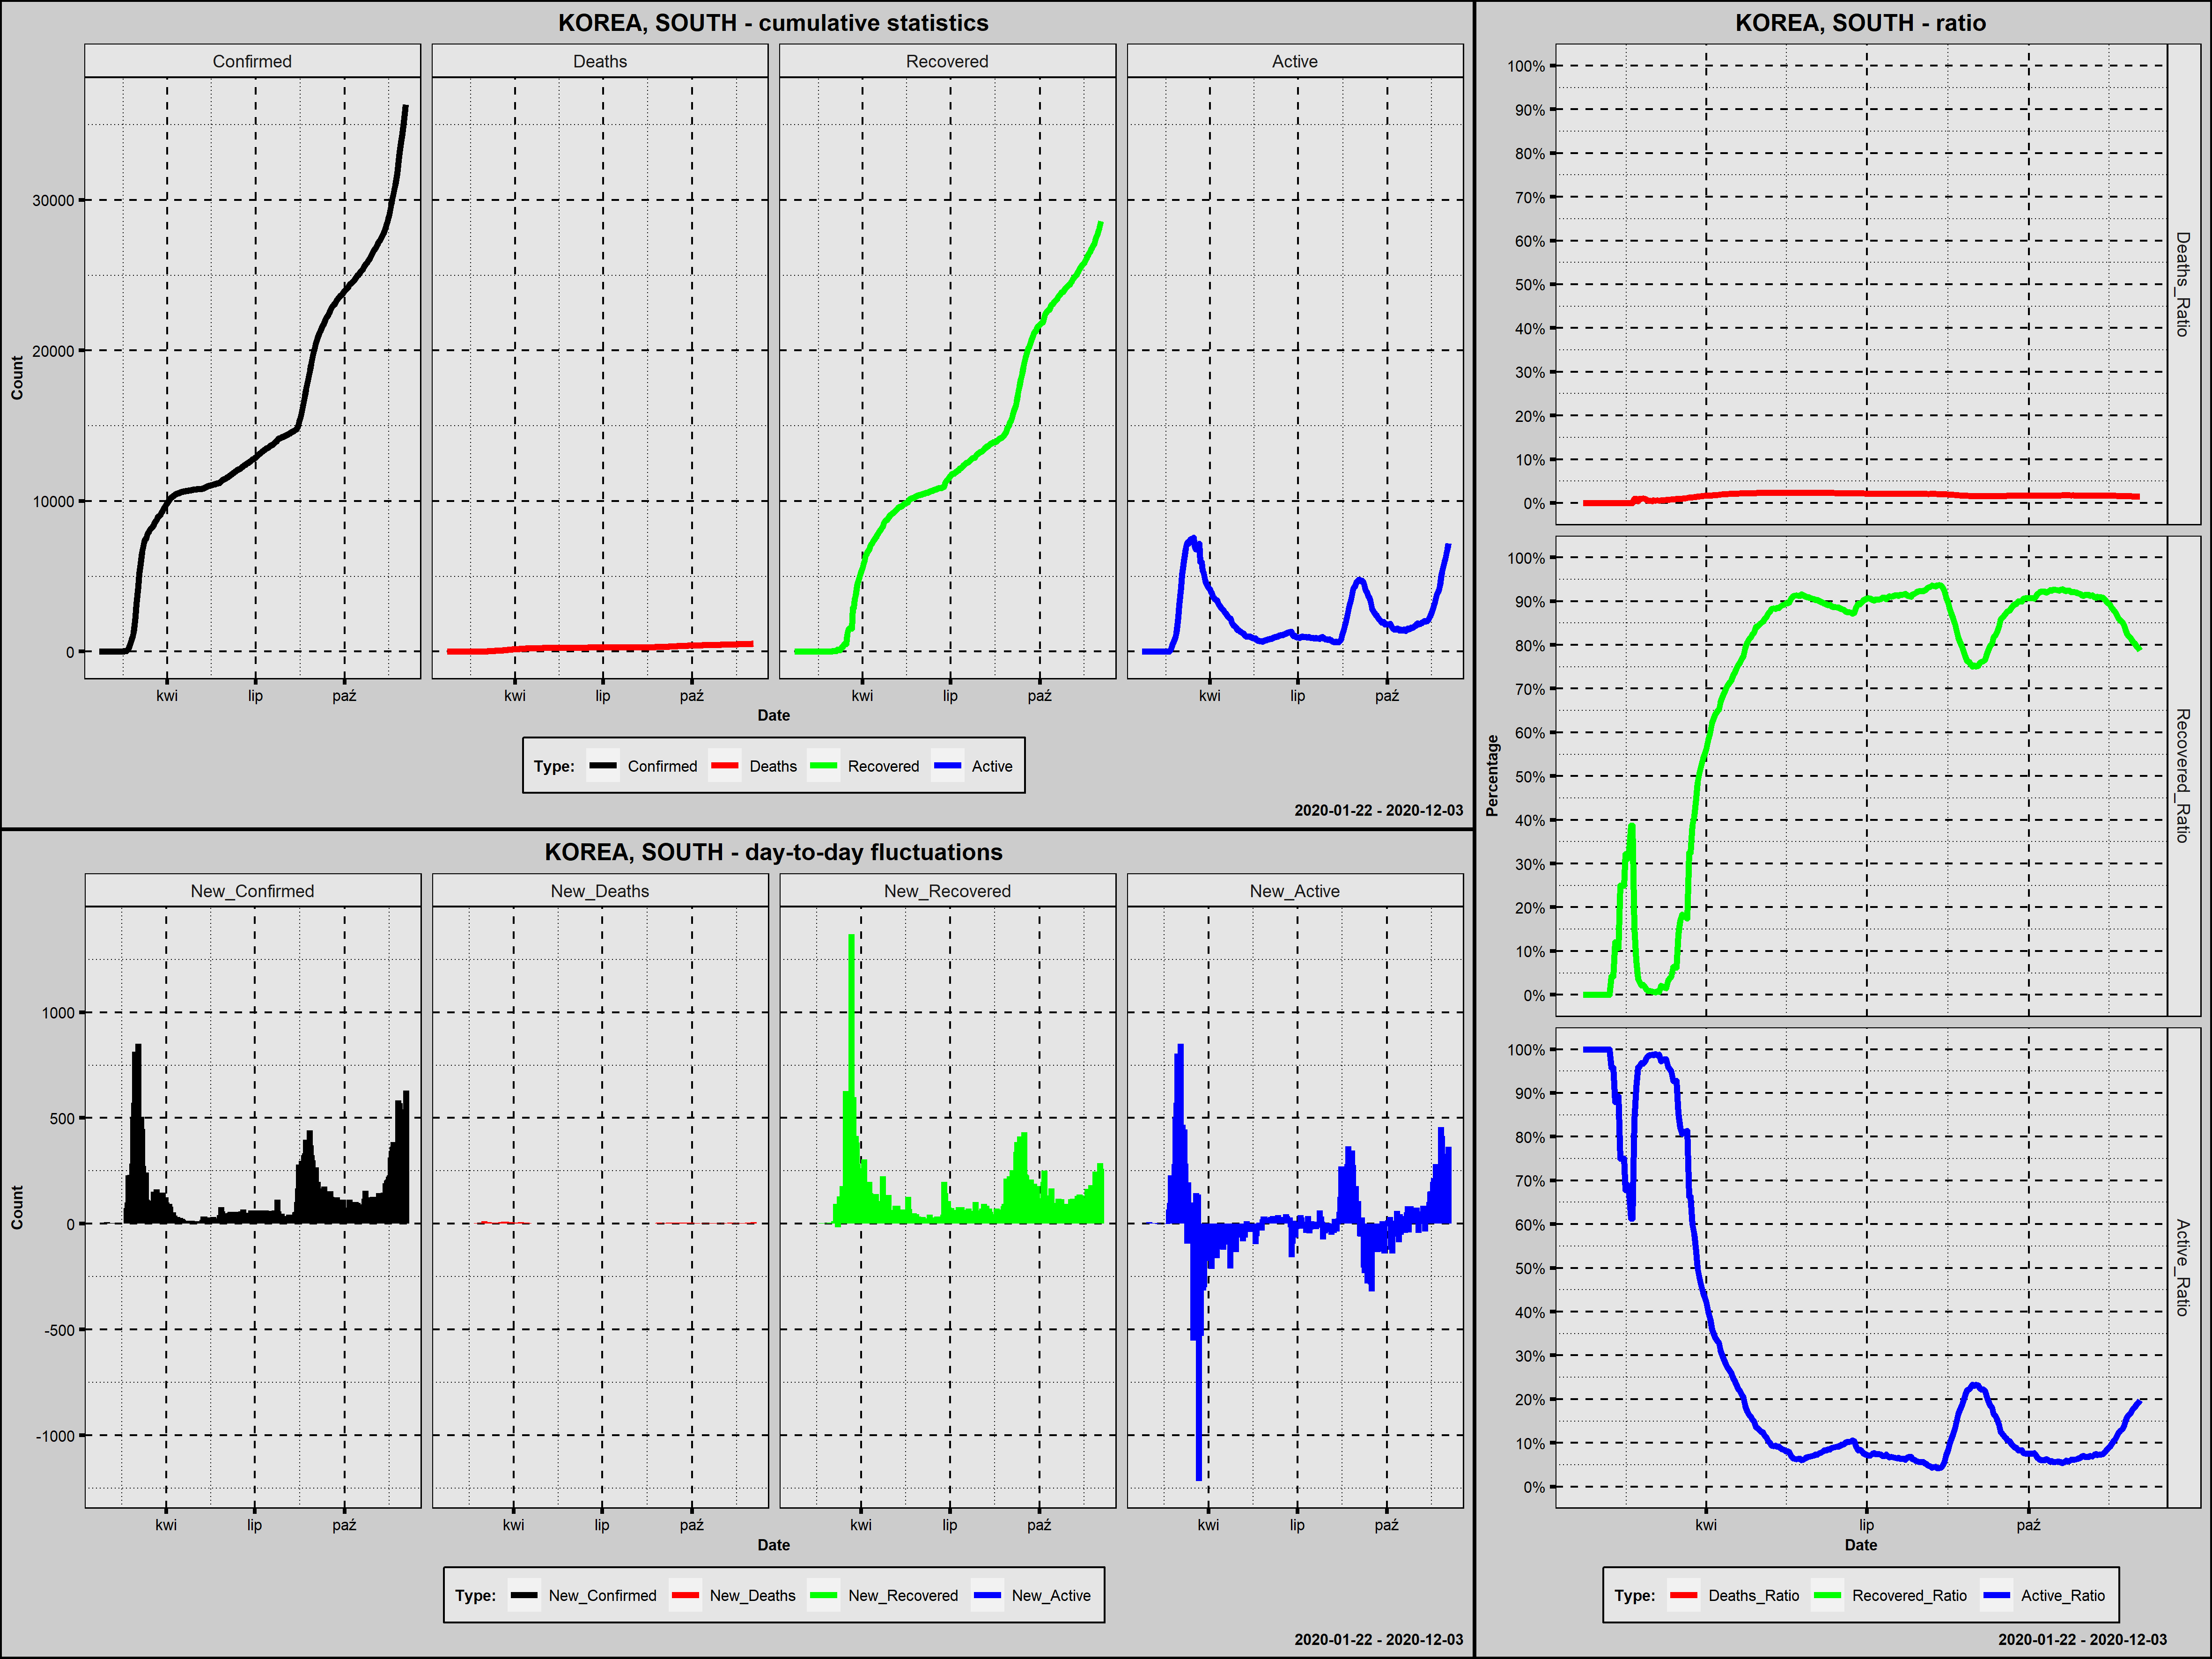 KOREA, SOUTH - cumulative statistics
Confirmed Deaths Recovered Active
Count
30000
20000
10000
0
kwi lip paź kwi lip paź kwi lip paź kwi lip paź
Date
Type: Confirmed Deaths Recovered Active
2020-01-22 - 2020-12-03
KOREA, SOUTH - day-to-day fluctuations
New_Confirmed New_Deaths New_Recovered New_Active
Count
1000
500
0
-500
-1000
kwi lip paź kwi lip paź kwi lip paź kwi lip paź
Date
Type: New_Confirmed New_Deaths New_Recovered New_Active
2020-01-22 - 2020-12-03
KOREA, SOUTH - ratio
Percentage
100%
90%
80%
70%
60%
50%
40%
30%
20%
10%
0%
Deaths_Ratio
100%
90%
80%
70%
60%
50%
40%
30%
20%
10%
0%
Recovered_Ratio
100%
90%
80%
70%
60%
50%
40%
30%
20%
10%
0%
Active_Ratio
kwi lip paź
Date
Type: Deaths_Ratio Recovered_Ratio Active_Ratio
2020-01-22 - 2020-12-03